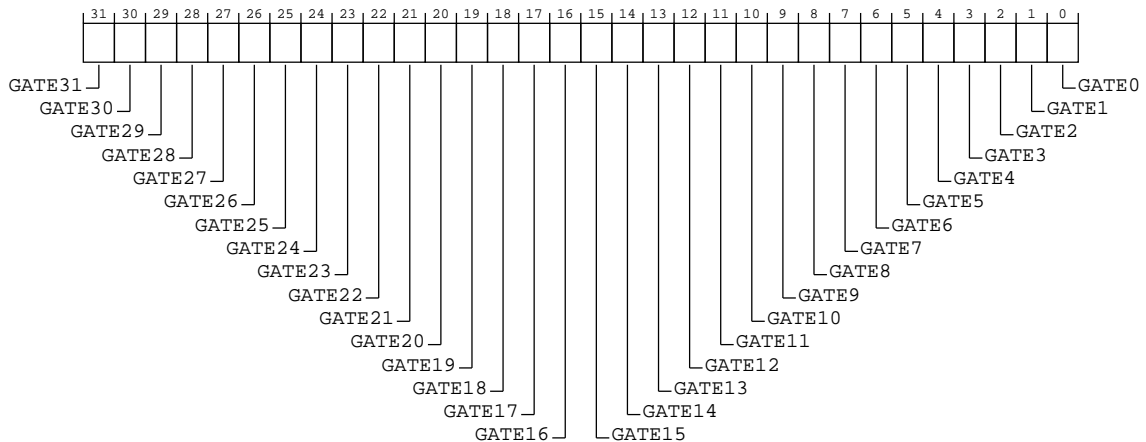 31 30 29 28 27 26 25 24 23 22 21 20 19 18 17 16 15 14 13 12 11 10 9 8 7 6 5 4 3 2 1 0
GATE31 GATE0
GATE30 GATE1
GATE29 GATE2
GATE28 GATE3
GATE27 GATE4
GATE26 GATE5
GATE25 GATE6
GATE24 GATE7
GATE23 GATE8
GATE22 GATE9
GATE21 GATE10
GATE20 GATE11
GATE19 GATE12
GATE18 GATE13
GATE17 GATE14
GATE16 GATE15